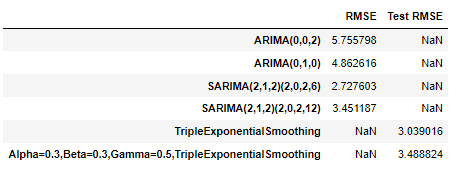 RMSE Test RMSE
ARIMA(0,0,2) 5.755798 NaN
ARIMA(0,1,0) 4.862616 NaN
SARIMA(2,1,2)(2,0,2,6) 2.727603 NaN
SARIMA(2,1,2)(2,0,2,12) 3.451187 NaN
TripleExponentialSmoothing NaN 3.039016
Alpha=0.3,Beta=0.3,Gamma=0.5,TripleExponentialSmoothing NaN 3.488824